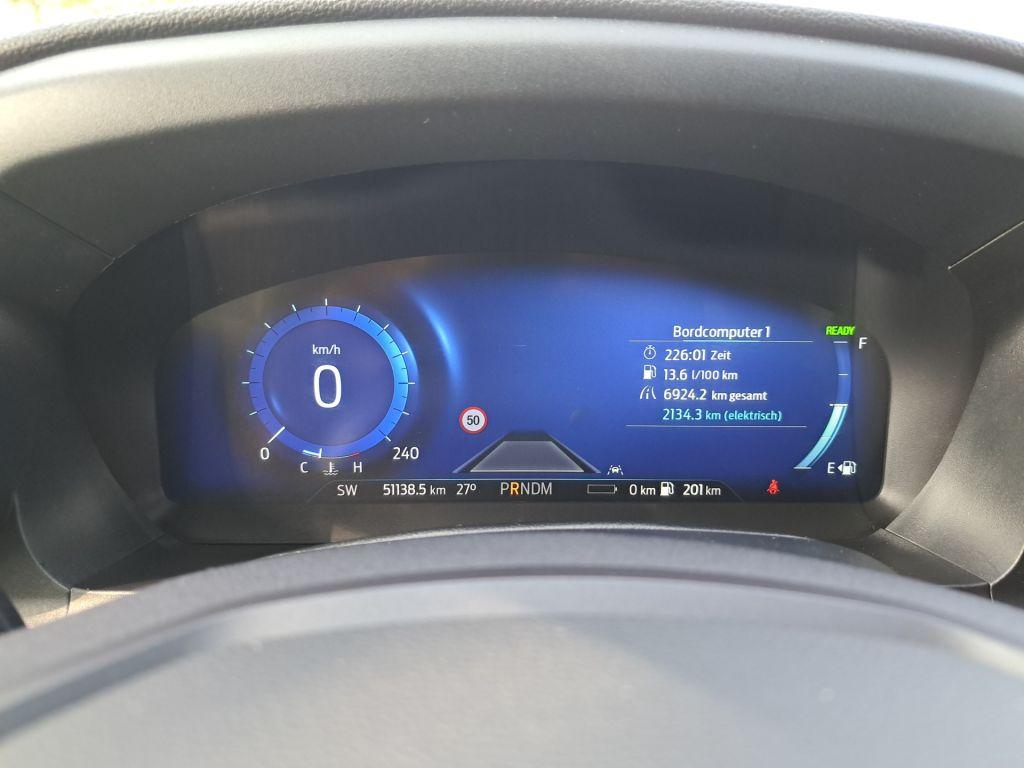 Bordcomputer 1
READY
F
226:01 Zeit
km/h
13.6 l/100 km
0
6924.2 km gesamt
2134.3 km (elektrisch)
50
0
240
C
H
E
SW
51138.5 km
27°
PRNDM
0 km
201 km